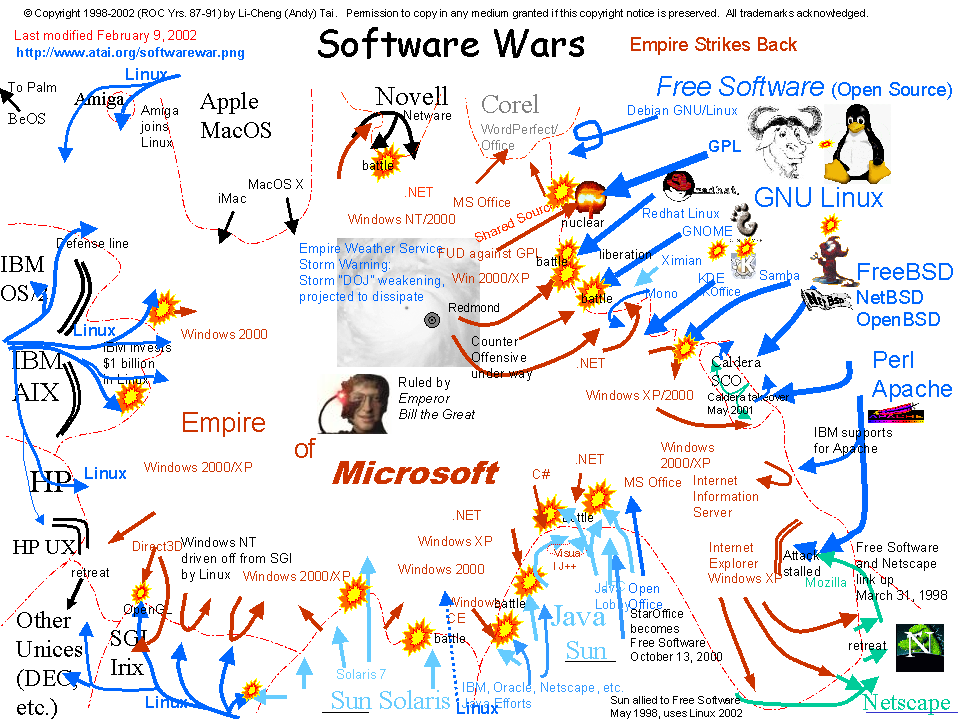 © Copyright 1998-2002 (ROC Yrs. 87-91) by Li-Cheng (Andy) Tai. Permission to copy in any medium granted if this copyright notice is preserved. All trademarks acknowledged.
Last modified February 9, 2002
http://www.atai.org/softwarewar.png
Software Wars
Empire Strikes Back
Linux
To Palm
BeOS
Amiga
Amiga
joins
Linux
Apple
MacOS
Novell
Netware
battle
Corel
WordPerfect/
Office
Free Software (Open Source)
Debian GNU/Linux
GPL
redhat
GNU Linux
MacOS X
iMac
.NET
MS Office
Windows NT/2000
Shared Source
nuclear
Redhat Linux
GNOME
Defense line
IBM
OS/2
Empire Weather Service
Storm Warning:
Storm "DOJ" weakening,
projected to dissipate
FUD against GPL
Win 2000/XP
battle
liberation
Ximian
KDE
KOffice
Samba
FreeBSD
NetBSD
OpenBSD
battle
Mono
Redmond
Linux
Windows 2000
IBM invests
$1 billion
in Linux
IBM
AIX
Counter
Offensive
under way
.NET
Caldera
SCO
Caldera takeover
May 2001
Perl
Apache
Ruled by
Emperor
Bill the Great
Windows XP/2000
Empire
of
Microsoft
IBM supports
for Apache
HP
Linux
Windows 2000/XP
C#
.NET
MS Office
Windows
2000/XP
Internet
Information
Server
.NET
battle
HP UX
Direct3D
Windows NT
driven off from SGI
by Linux
Windows XP
Windows 2000
Visual
J++
Internet
Explorer
Windows XP
Attack
stalled
Mozilla
Free Software
and Netscape
link up
March 31, 1998
retreat
Windows 2000/XP
OpenGL
Windows
CE
battle
Java
Lobby
Open
Office
Other
Unices
(DEC,
etc.)
SGI
Irix
battle
Java
Sun
StarOffice
becomes
Free Software
October 13, 2000
retreat
N
Solaris 7
Sun Solaris
IBM, Oracle, Netscape, etc.
Java Efforts
Linux
Linux
Sun allied to Free Software
May 1998, uses Linux 2002
Netscape